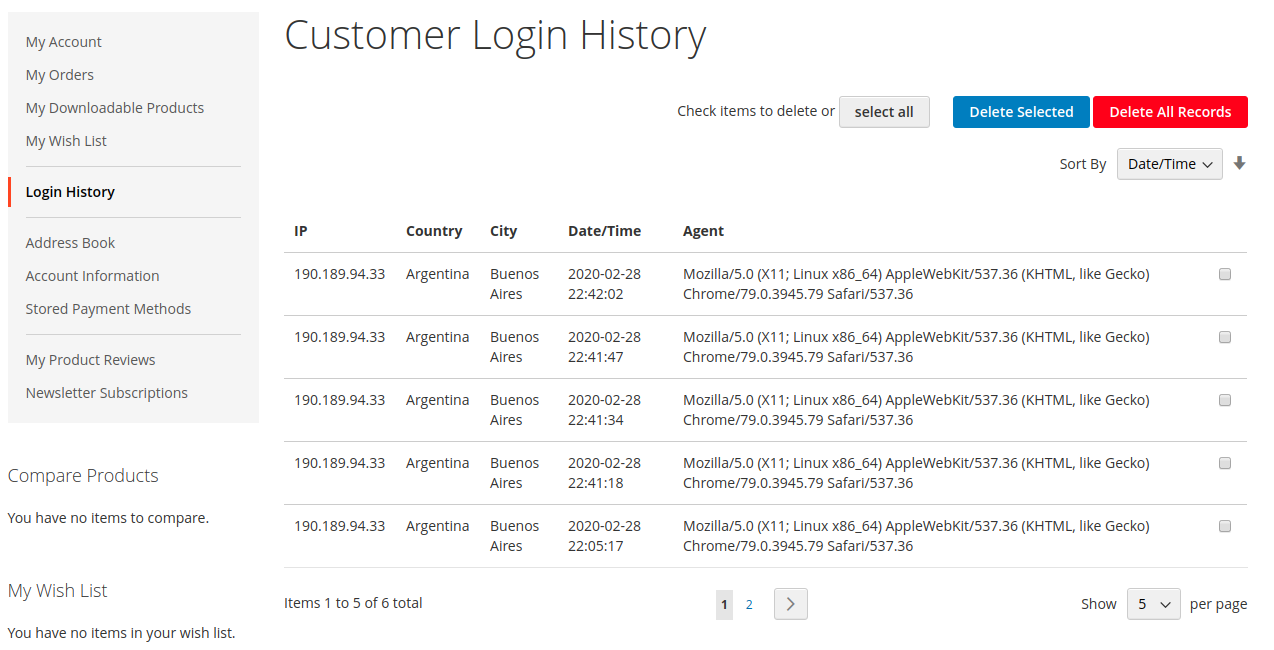 My Account
My Orders
My Downloadable Products
My Wish List
Login History
Address Book
Account Information
Stored Payment Methods
My Product Reviews
Newsletter Subscriptions
Compare Products
You have no items to compare.
My Wish List
You have no items in your wish list.
Customer Login History
Check items to delete or select all Delete Selected Delete All Records
Sort By Date/Time
IP Country City Date/Time Agent
190.189.94.33 Argentina Buenos 2020-02-28 Mozilla/5.0 (X11; Linux x86_64) AppleWebKit/537.36 (KHTML, like Gecko)
Aires 22:42:02 Chrome/79.0.3945.79 Safari/537.36
190.189.94.33 Argentina Buenos 2020-02-28 Mozilla/5.0 (X11; Linux x86_64) AppleWebKit/537.36 (KHTML, like Gecko)
Aires 22:41:47 Chrome/79.0.3945.79 Safari/537.36
190.189.94.33 Argentina Buenos 2020-02-28 Mozilla/5.0 (X11; Linux x86_64) AppleWebKit/537.36 (KHTML, like Gecko)
Aires 22:41:34 Chrome/79.0.3945.79 Safari/537.36
190.189.94.33 Argentina Buenos 2020-02-28 Mozilla/5.0 (X11; Linux x86_64) AppleWebKit/537.36 (KHTML, like Gecko)
Aires 22:41:18 Chrome/79.0.3945.79 Safari/537.36
190.189.94.33 Argentina Buenos 2020-02-28 Mozilla/5.0 (X11; Linux x86_64) AppleWebKit/537.36 (KHTML, like Gecko)
Aires 22:05:17 Chrome/79.0.3945.79 Safari/537.36
Items 1 to 5 of 6 total 1 2 Show 5 per page